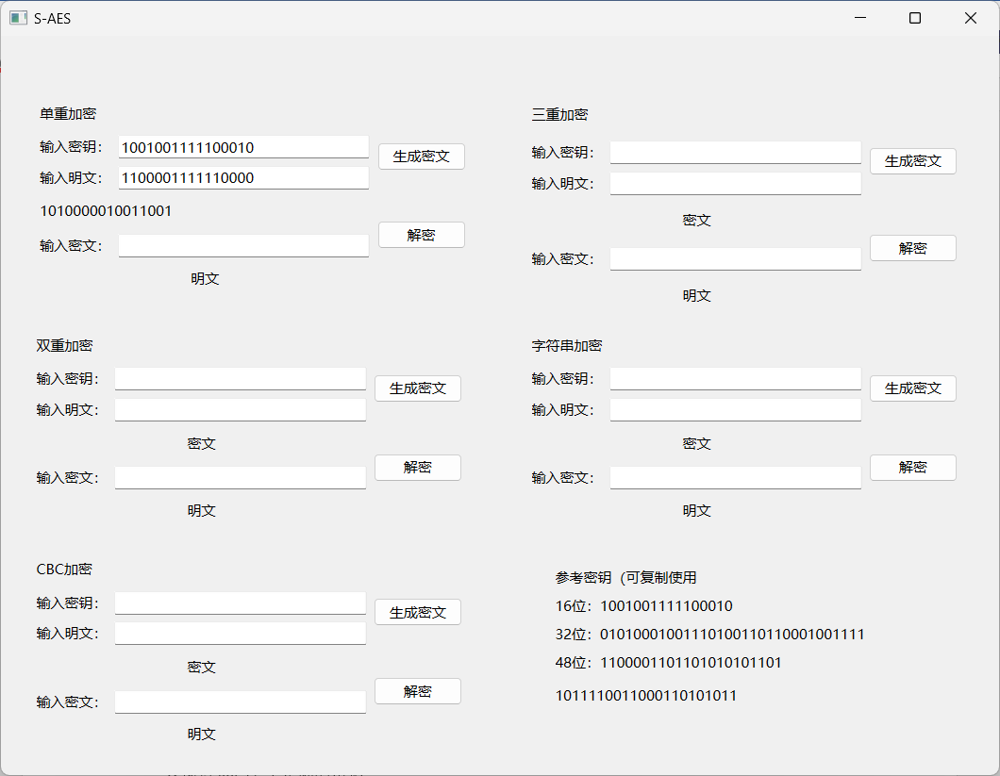 S-AES
单重加密
输入密钥： 1001001111100010
生成密文
输入明文： 1100001111110000
1010000010011001
输入密文：
解密
明文
三重加密
输入密钥：
生成密文
输入明文：
密文
输入密文：
解密
明文
双重加密
输入密钥：
生成密文
输入明文：
密文
输入密文：
解密
明文
字符串加密
输入密钥：
生成密文
输入明文：
密文
输入密文：
解密
明文
CBC加密
输入密钥：
生成密文
输入明文：
密文
输入密文：
解密
明文
参考密钥（可复制使用
16位：1001001111100010
32位：01010001001110100110110001001111
48位：1100001101101010101101
1011110011000110101011